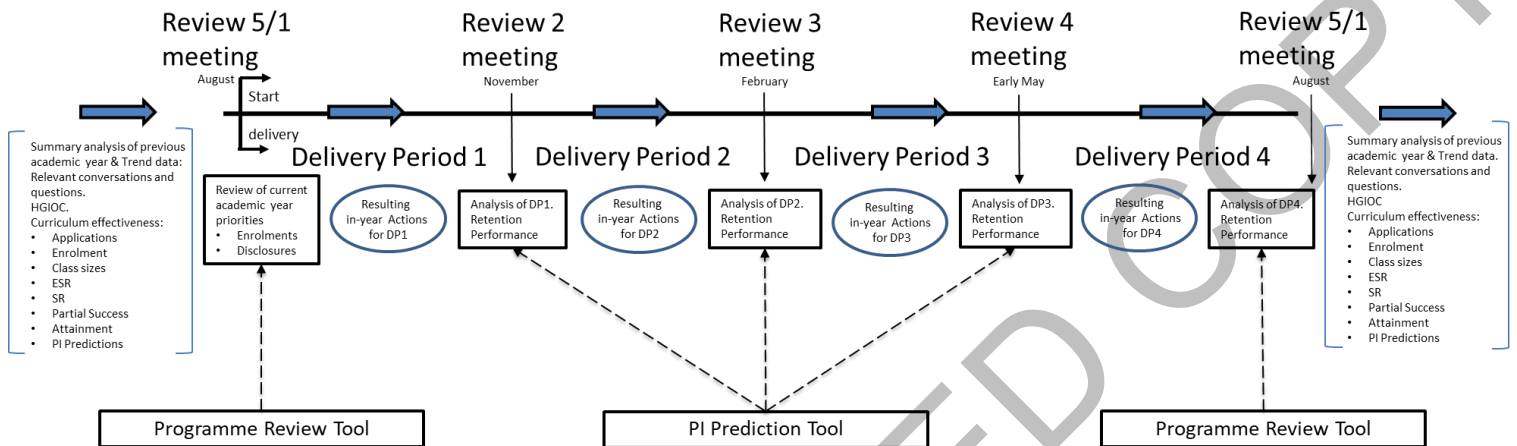 Review 5/1
meeting
August
Start
delivery
Review 2
meeting
November
Review 3
meeting
February
Review 4
meeting
Early May
Review 5/1
meeting
August
Delivery Period 1
Delivery Period 2
Delivery Period 3
Delivery Period 4
Summary analysis of previous
academic year & Trend data:
Relevant conversations and
questions.
HGIOC.
Curriculum effectiveness:
• Applications
• Enrolment
• Class sizes
• ESR
• SR
• Partial Success
• Attainment
• PI Predictions
Review of current
academic year
priorities
• Enrolments
• Disclosures
Resulting
in-year Actions
for DP1
Analysis of DP1.
Retention
Performance
Resulting
in-year Actions
for DP2
Analysis of DP2.
Retention
Performance
Resulting
in-year Actions
for DP3
Analysis of DP3.
Retention
Performance
Resulting
in-year Actions
for DP4
Analysis of DP4.
Retention
Performance
Summary analysis of previous
academic year & Trend data.
Relevant conversations and
questions.
HGIOC
Curriculum effectiveness:
• Applications
• Enrolment
• Class sizes
• ESR
• SR
• Partial Success
• Attainment
• PI Predictions
Programme Review Tool
PI Prediction Tool
Programme Review Tool
ED COP